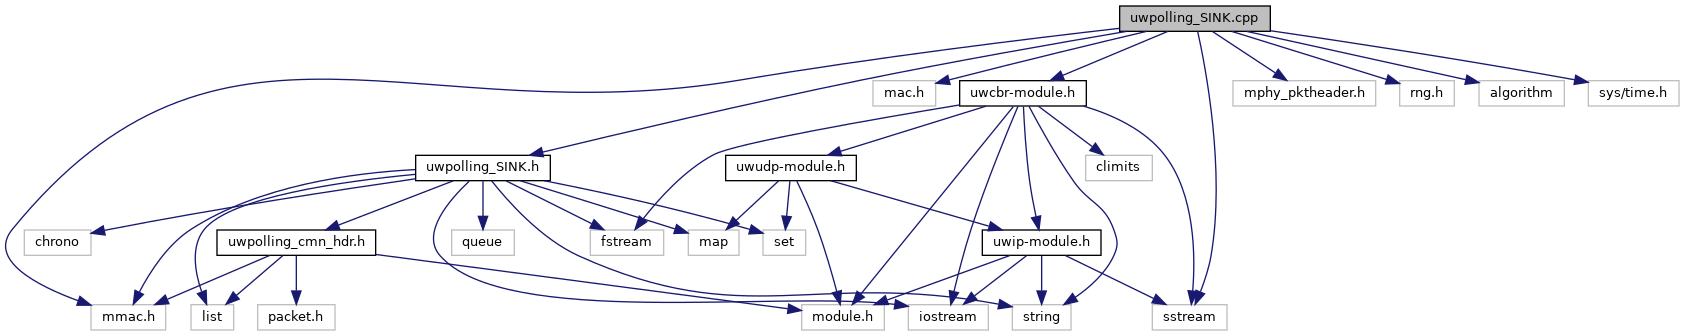 uwpolling_SINK.cpp
mac.h
uwcbr-module.h
mphy_pktheader.h
rng.h
algorithm
sys/time.h
uwpolling_SINK.h
uwudp-module.h
climits
chrono
uwpolling_cmn_hdr.h
queue
fstream
map
set
uwip-module.h
mmac.h
list
packet.h
module.h
iostream
string
sstream